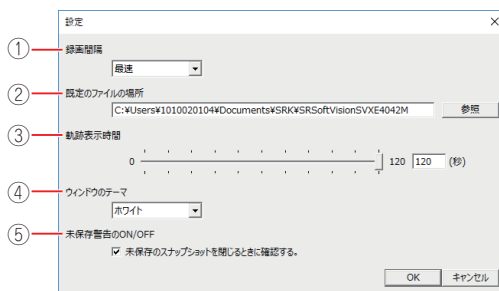 設定
① 録画間隔
最速
② 既定のファイルの場所
C:¥Users¥1010020104¥Documents¥SRK¥SRSoftVisionSVXE4042M 参照
③ 軌跡表示時間
0 120 120 (秒)
④ ウィンドウのテーマ
ホワイト
⑤ 未保存警告のON/OFF
未保存のスナップショットを閉じるときに確認する。
OK キャンセル